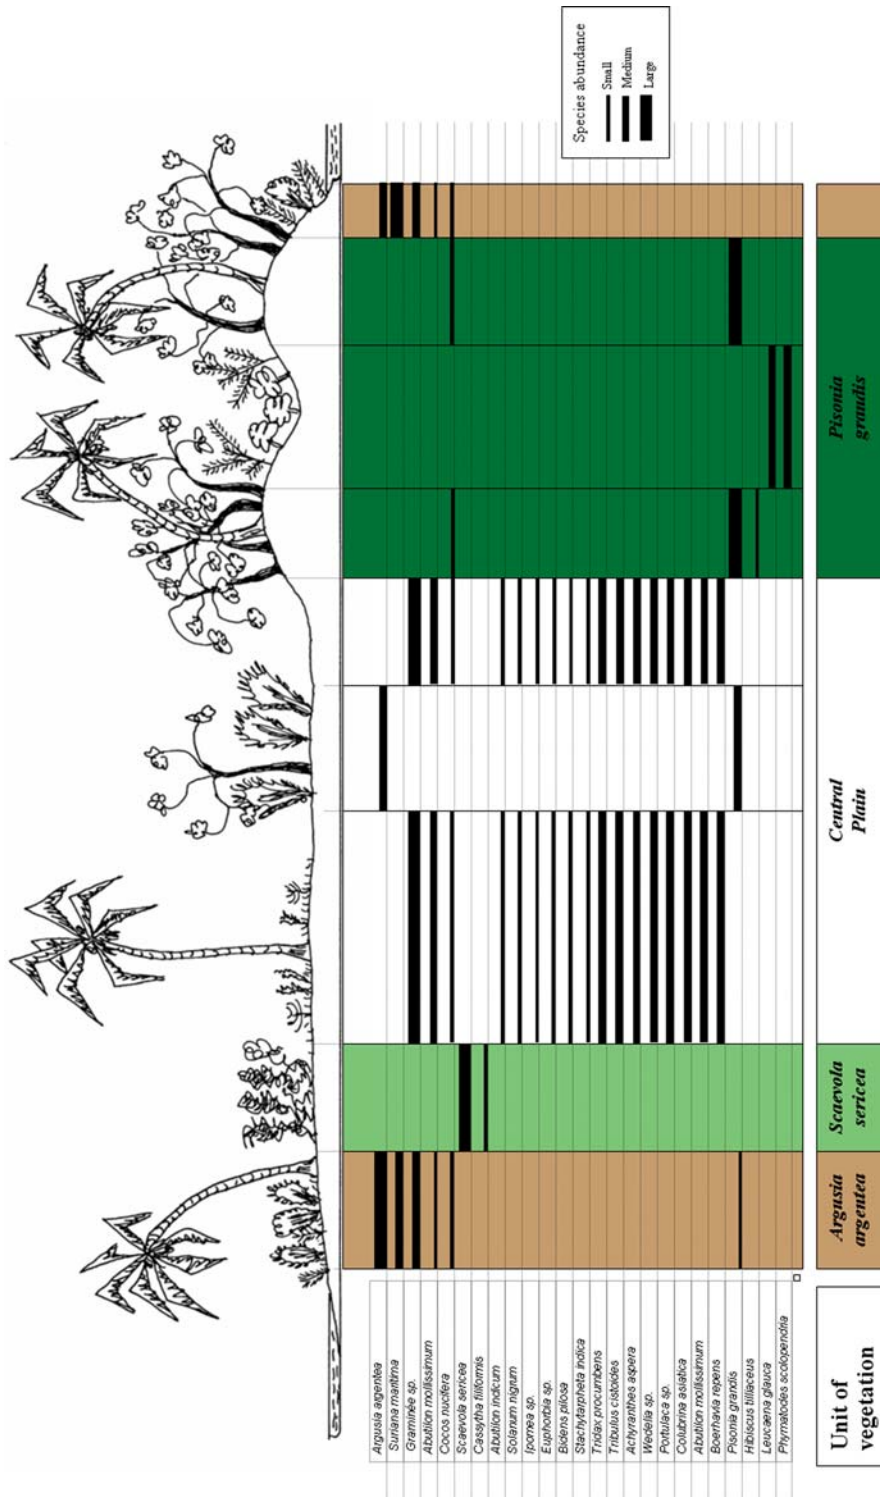 Species abundance
Small
Medium
Large
Argusia argentea
Suriana maritima
Graminée sp.
Abutilon mollissimum
Cocos nucifera
Scaevola sericea
Cassytha filiformis
Abutilon indicum
Solanum nigrum
Ipomea sp.
Euphorbia sp.
Bidens pilosa
Stachytarpheta indica
Tridax procumbens
Tribulus cistoides
Achyranthes aspera
Wedelia sp.
Portulaca sp.
Colubrina asiatica
Abutilon mollissimum
Boerhavia repens
Pisonia grandis
Hibiscus tilliaceus
Leucaena glauca
Phymatodes scolopendria
Unit of
vegetation
Argusia
argentea
Scaevola
sericea
Central
Plain
Pisonia
grandis